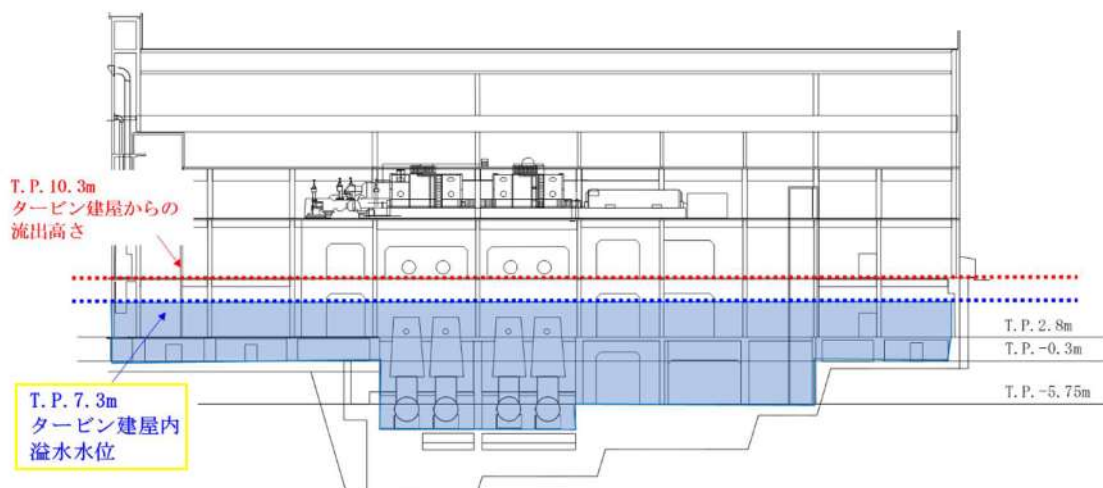 T.P.10.3m
タービン建屋からの
流出高さ
T.P.2.8m
T.P.-0.3m
T.P.-5.75m
T.P.7.3m
タービン建屋内
溢水水位